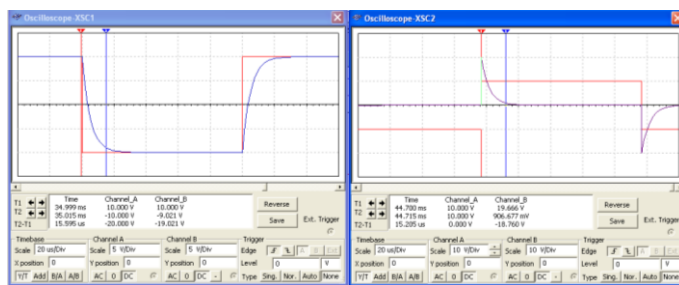 Oscilloscope-XSC1
T1
T2
T2-T1
Time Channel_A Channel_B
34.999 ms 10.000 V 10.000 V
35.015 ms -10.000 V -9.021 V
15.595 us -20.000 V -19.021 V
Reverse
Save
Ext. Trigger
Timebase
Scale 20 us/Div
X position 0
Y/T Add B/A A/B
Channel A
Scale 5 V/Div
Y position 0
AC 0 DC
Channel B
Scale 5 V/Div
Y position 0
AC 0 DC -
Trigger
Edge A B Ext
Level 0 V
Type Sing. Nor. Auto None
Oscilloscope-XSC2
T1
T2
T2-T1
Time Channel_A Channel_B
44.700 ms 10.000 V 19.666 V
44.715 ms 10.000 V 906.677 mV
15.205 us 0.000 V -18.760 V
Reverse
Save
Ext. Trigger
Timebase
Scale 20 us/Div
X position 0
Y/T Add B/A A/B
Channel A
Scale 10 V/Div
Y position 0
AC 0 DC
Channel B
Scale 10 V/Div
Y position 0
AC 0 DC -
Trigger
Edge A B Ext
Level 0 V
Type Sing. Nor. Auto None